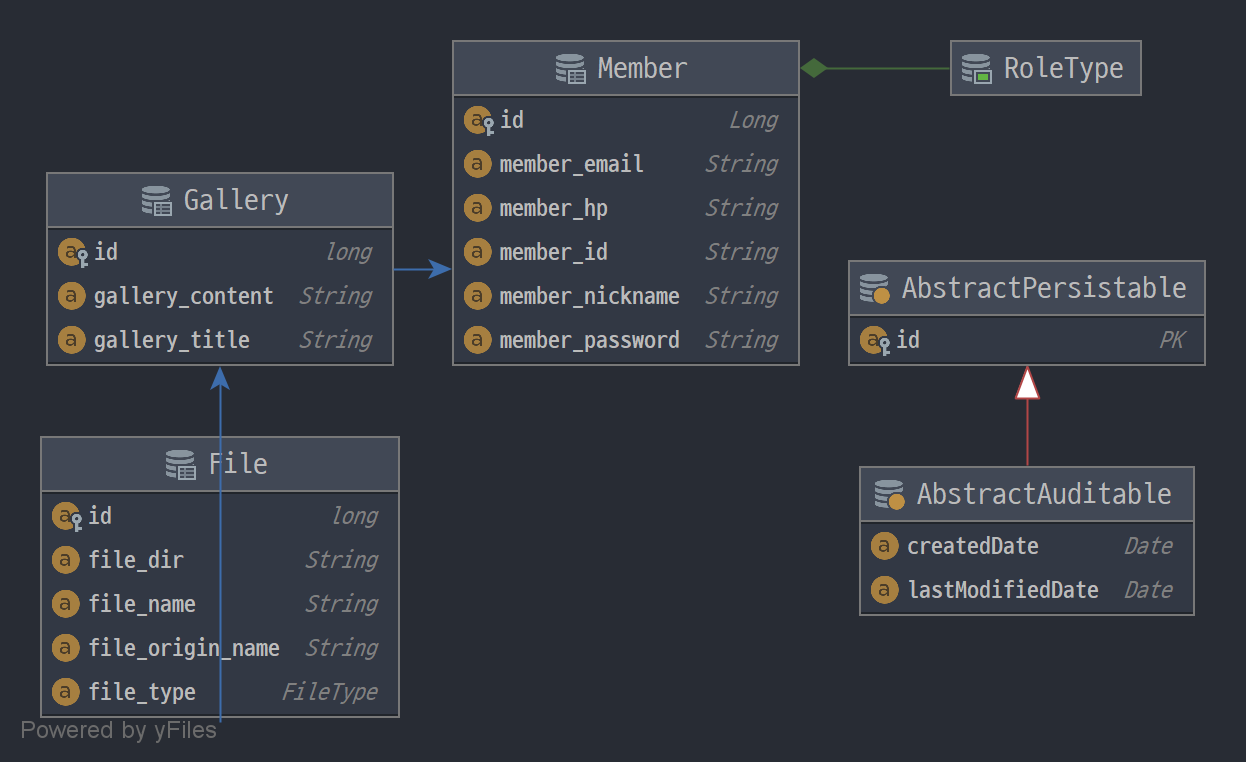 Member
id Long
member_email String
member_hp String
member_id String
member_nickname String
member_password String
RoleType
Gallery
id long
gallery_content String
gallery_title String
AbstractPersistable
id PK
File
id long
file_dir String
file_name String
file_origin_name String
file_type FileType
AbstractAuditable
createdDate Date
lastModifiedDate Date
Powered by yFiles